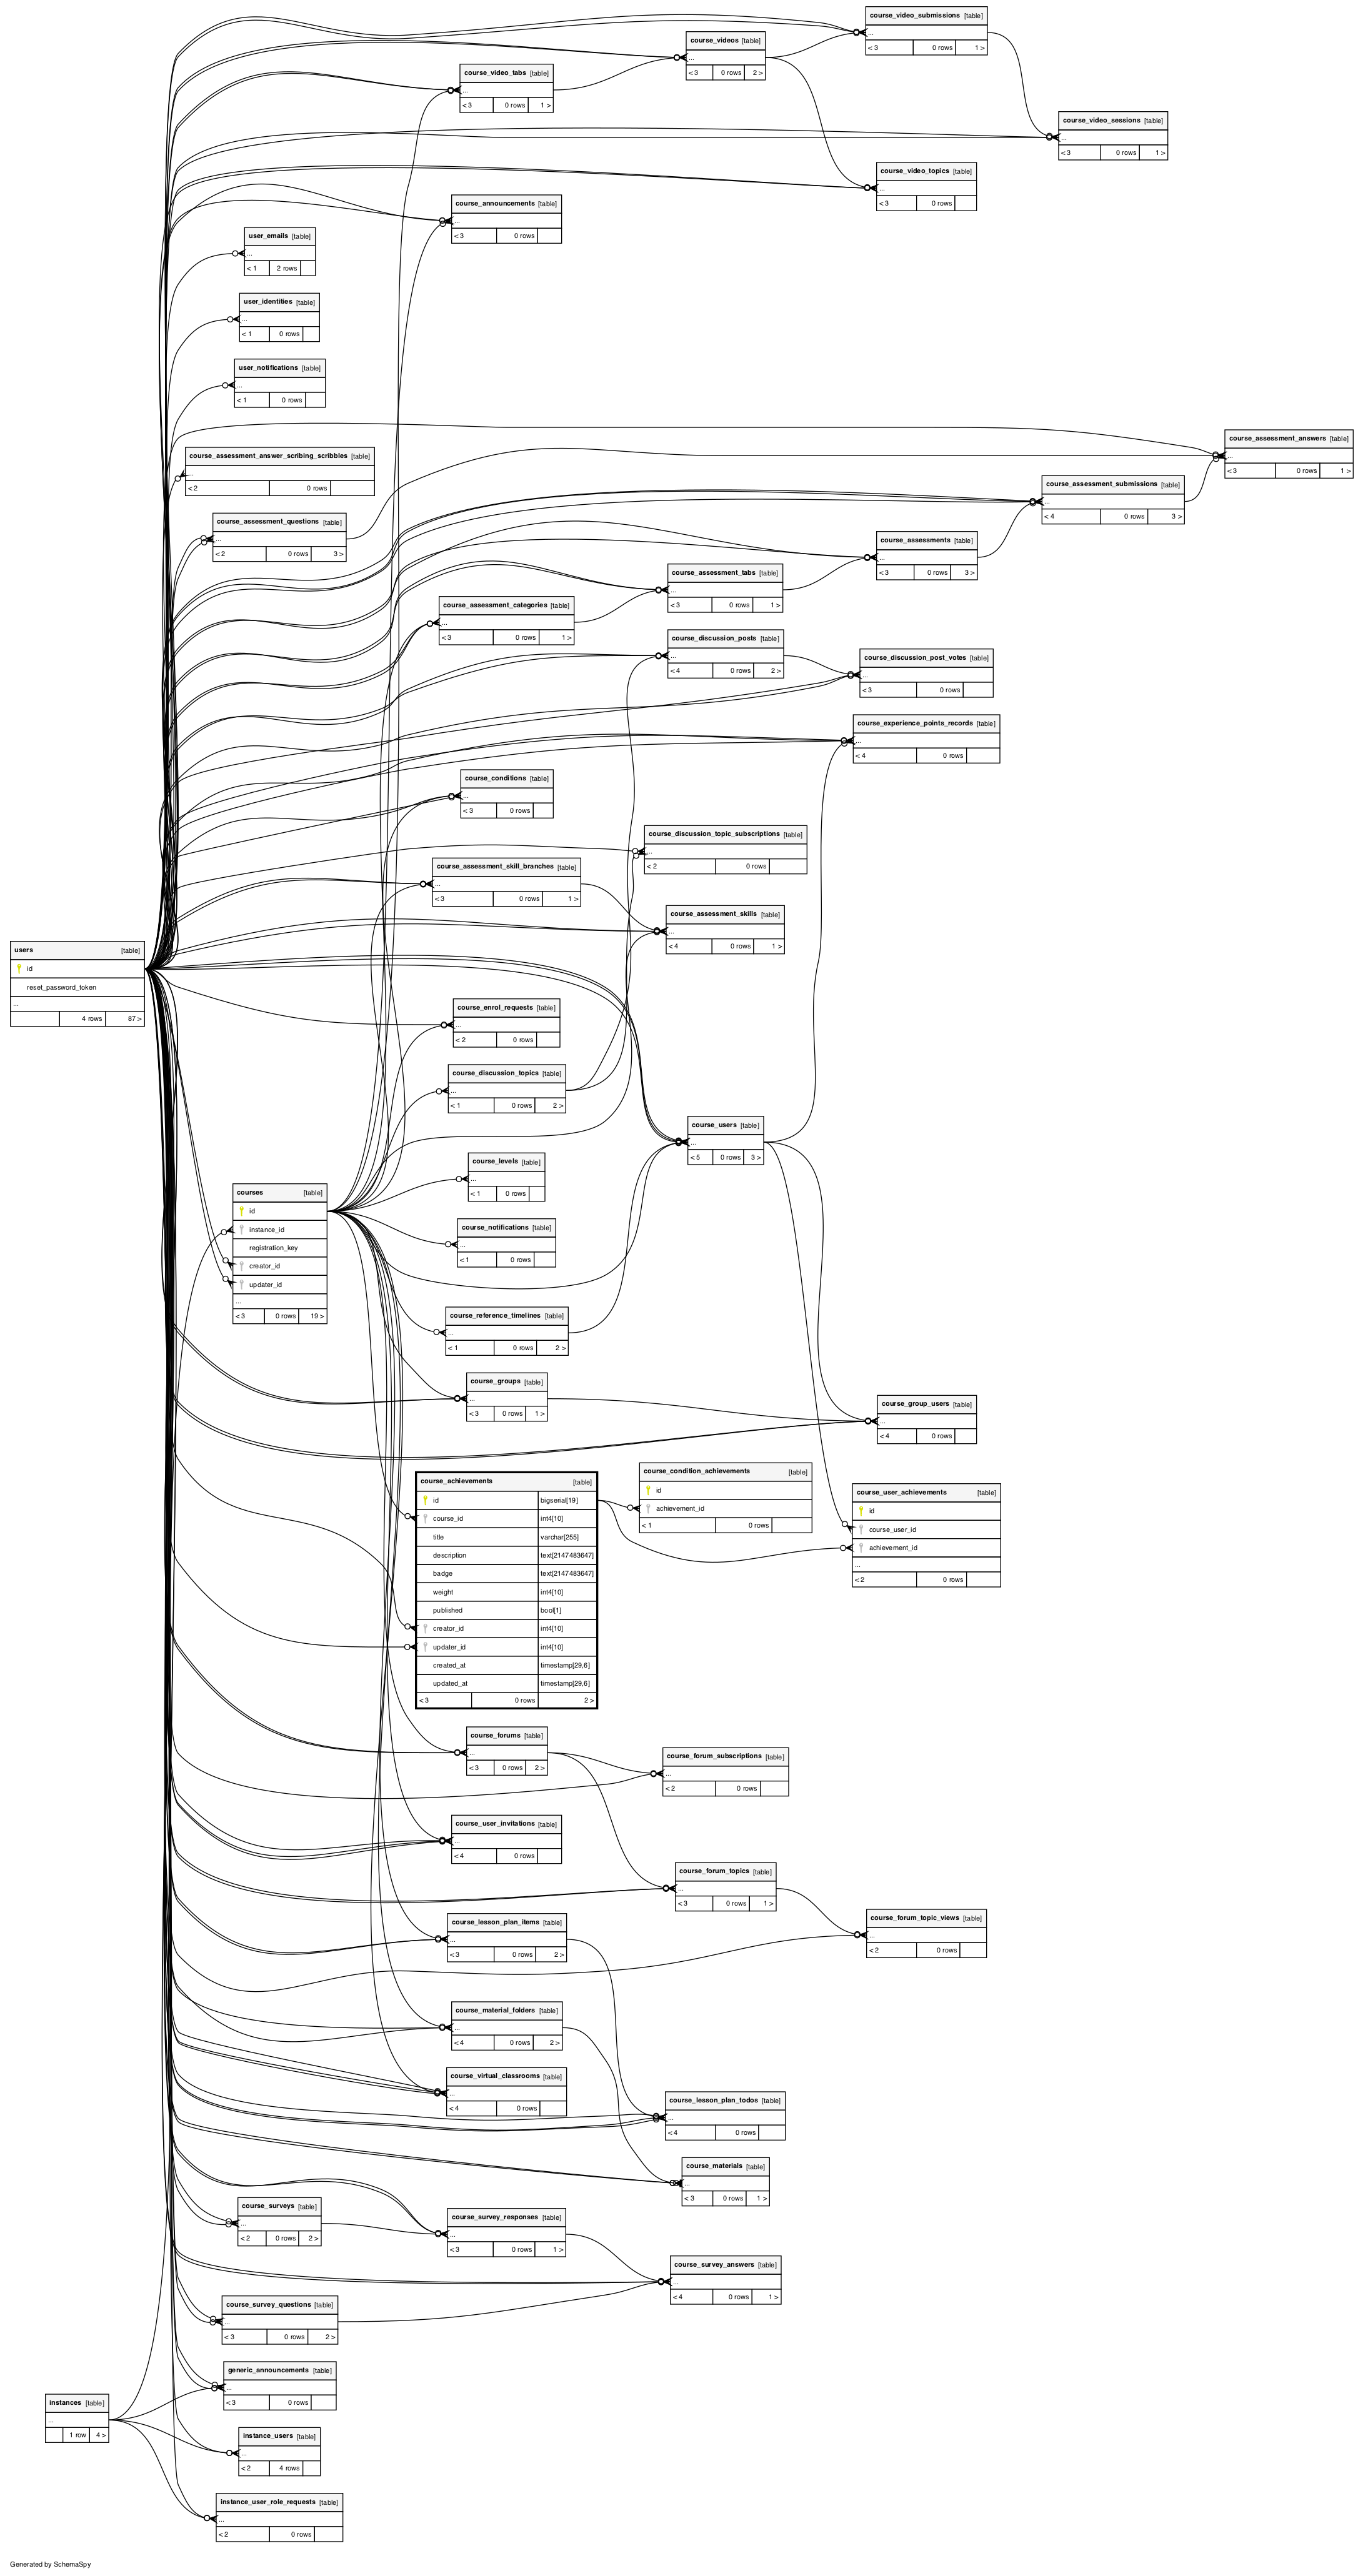 course_video_submissions [table]
...
< 3 0 rows 1 >
course_videos [table]
...
< 3 0 rows 2 >
course_video_tabs [table]
...
< 3 0 rows 1 >
course_video_sessions [table]
...
< 3 0 rows 1 >
course_video_topics [table]
...
< 3 0 rows
course_announcements [table]
...
< 3 0 rows
user_emails [table]
...
< 1 2 rows
user_identities [table]
...
< 1 0 rows
user_notifications [table]
...
< 1 0 rows
course_assessment_answers [table]
...
< 3 0 rows 1 >
course_assessment_answer_scribing_scribbles [table]
...
< 2 0 rows
course_assessment_submissions [table]
...
< 4 0 rows 3 >
course_assessment_questions [table]
...
< 2 0 rows 3 >
course_assessments [table]
...
< 3 0 rows 3 >
course_assessment_tabs [table]
...
< 3 0 rows 1 >
course_assessment_categories [table]
...
< 3 0 rows 1 >
course_discussion_posts [table]
...
< 4 0 rows 2 >
course_discussion_post_votes [table]
...
< 3 0 rows
course_experience_points_records [table]
...
< 4 0 rows
course_conditions [table]
...
< 3 0 rows
course_discussion_topic_subscriptions [table]
...
< 2 0 rows
course_assessment_skill_branches [table]
...
< 3 0 rows 1 >
course_assessment_skills [table]
...
< 4 0 rows 1 >
users [table]
id
reset_password_token
...
4 rows 87 >
course_enrol_requests [table]
...
< 2 0 rows
course_discussion_topics [table]
...
< 1 0 rows 2 >
course_users [table]
...
< 5 0 rows 3 >
course_levels [table]
...
< 1 0 rows
courses [table]
id
instance_id
registration_key
creator_id
updater_id
...
< 3 0 rows 19 >
course_notifications [table]
...
< 1 0 rows
course_reference_timelines [table]
...
< 1 0 rows 2 >
course_groups [table]
...
< 3 0 rows 1 >
course_group_users [table]
...
< 4 0 rows
course_achievements [table]
id bigserial[19]
course_id int4[10]
title varchar[255]
description text[2147483647]
badge text[2147483647]
weight int4[10]
published bool[1]
creator_id int4[10]
updater_id int4[10]
created_at timestamp[29,6]
updated_at timestamp[29,6]
< 3 0 rows 2 >
course_condition_achievements [table]
id
achievement_id
< 1 0 rows
course_user_achievements [table]
id
course_user_id
achievement_id
...
< 2 0 rows
course_forums [table]
...
< 3 0 rows 2 >
course_forum_subscriptions [table]
...
< 2 0 rows
course_user_invitations [table]
...
< 4 0 rows
course_forum_topics [table]
...
< 3 0 rows 1 >
course_forum_topic_views [table]
...
< 2 0 rows
course_lesson_plan_items [table]
...
< 3 0 rows 2 >
course_material_folders [table]
...
< 4 0 rows 2 >
course_virtual_classrooms [table]
...
< 4 0 rows
course_lesson_plan_todos [table]
...
< 4 0 rows
course_materials [table]
...
< 3 0 rows 1 >
course_surveys [table]
...
< 2 0 rows 2 >
course_survey_responses [table]
...
< 3 0 rows 1 >
course_survey_answers [table]
...
< 4 0 rows 1 >
course_survey_questions [table]
...
< 3 0 rows 2 >
generic_announcements [table]
...
< 3 0 rows
instances [table]
...
1 row 4 >
instance_users [table]
...
< 2 4 rows
instance_user_role_requests [table]
...
< 2 0 rows
Generated by SchemaSpy